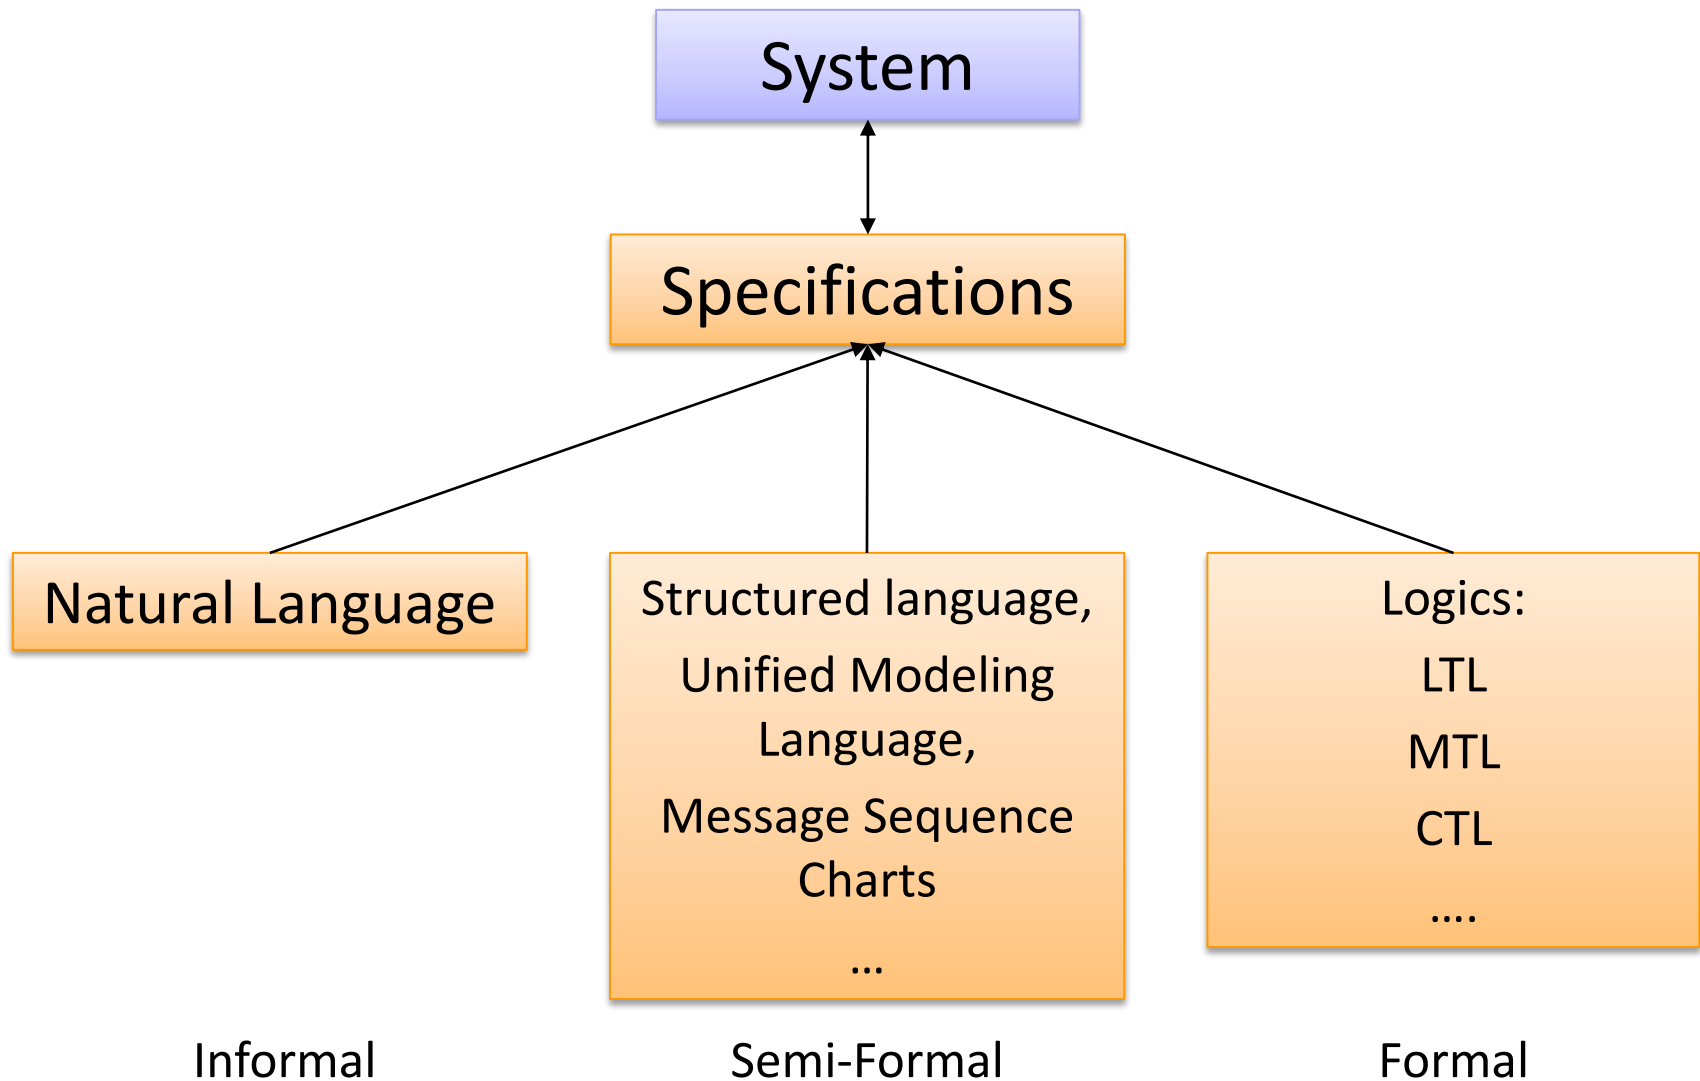 System
Specifications
Natural Language
Structured language,
Unified Modeling
Language,
Message Sequence
Charts
...
Logics:
LTL
MTL
CTL
....
Informal
Semi-Formal
Formal